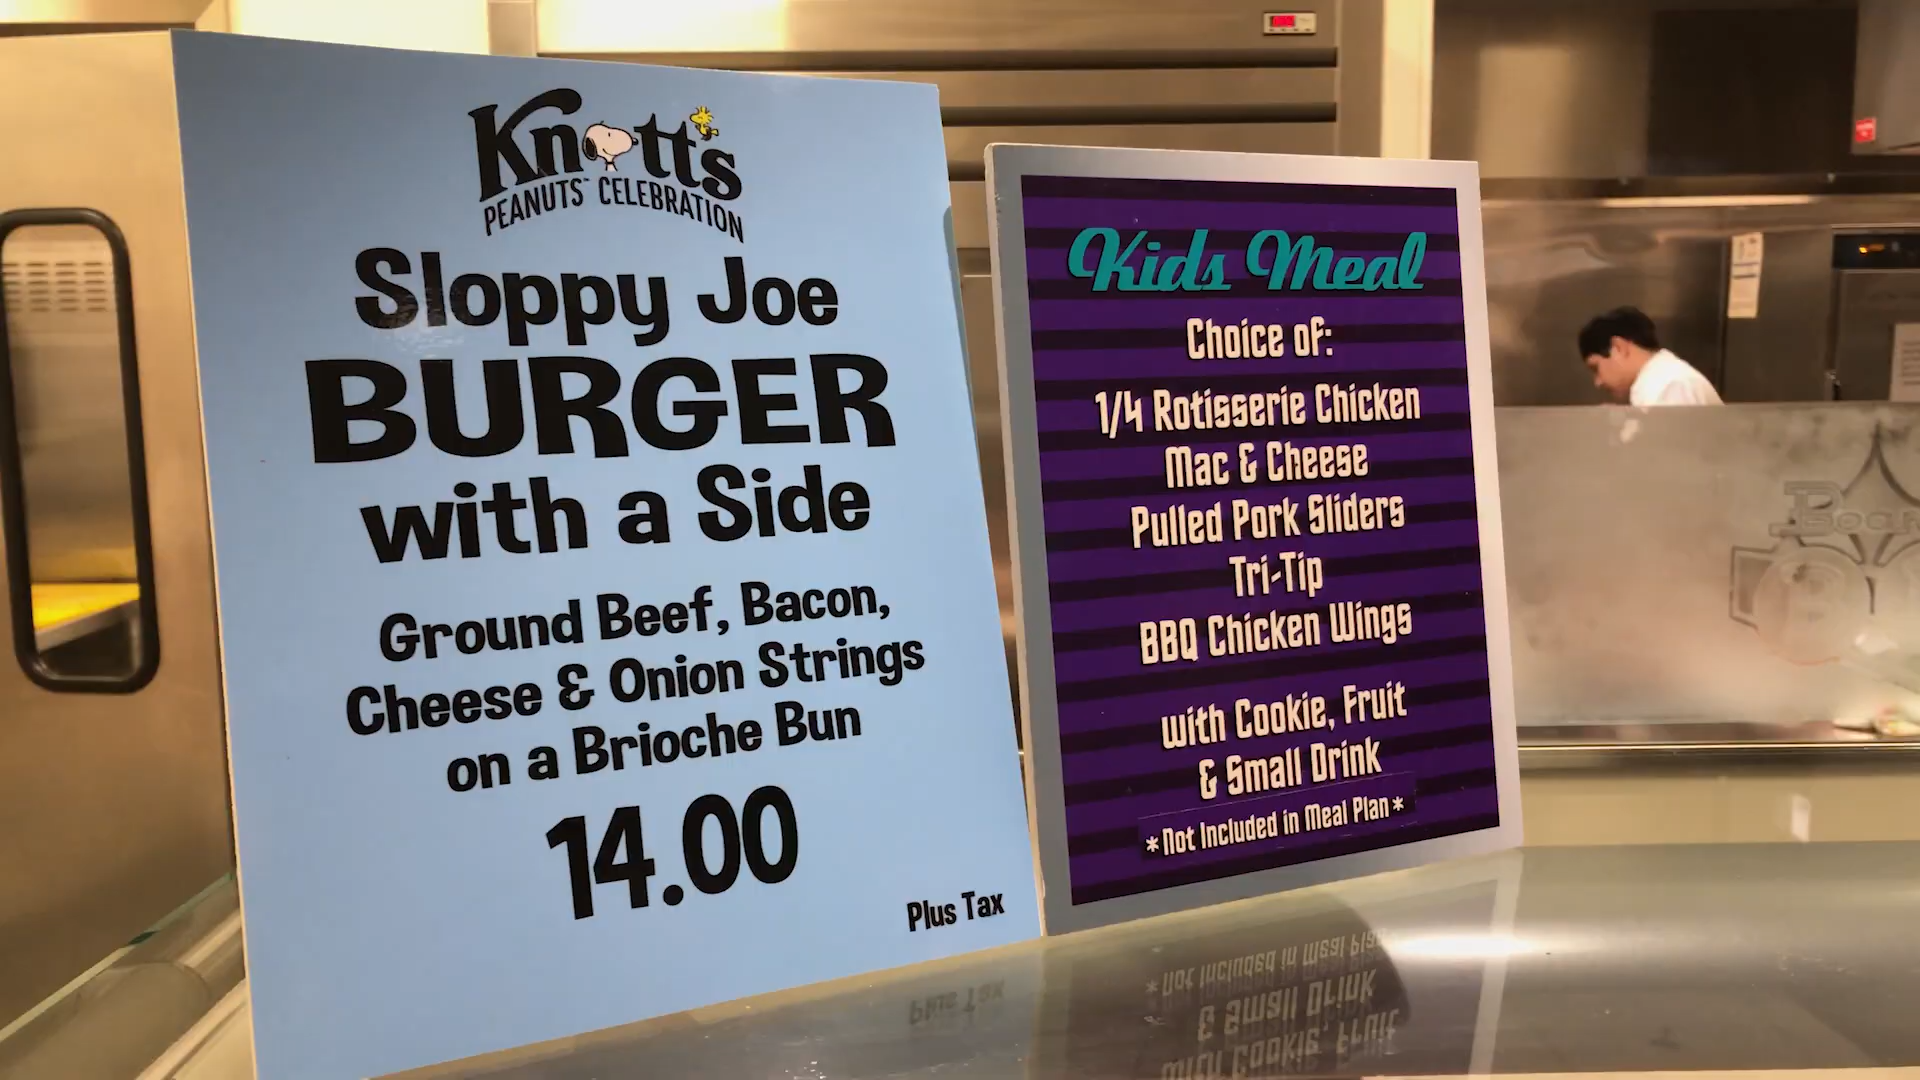 Knott's
PEANUTS™ CELEBRATION
Sloppy Joe
BURGER
with a Side
Ground Beef, Bacon,
Cheese & Onion Strings
on a Brioche Bun
14.00
Plus Tax
Kids Meal
Choice of:
1/4 Rotisserie Chicken
Mac & Cheese
Pulled Pork Sliders
Tri-Tip
BBQ Chicken Wings
with Cookie, Fruit
& Small Drink
*Not Included in Meal Plan*